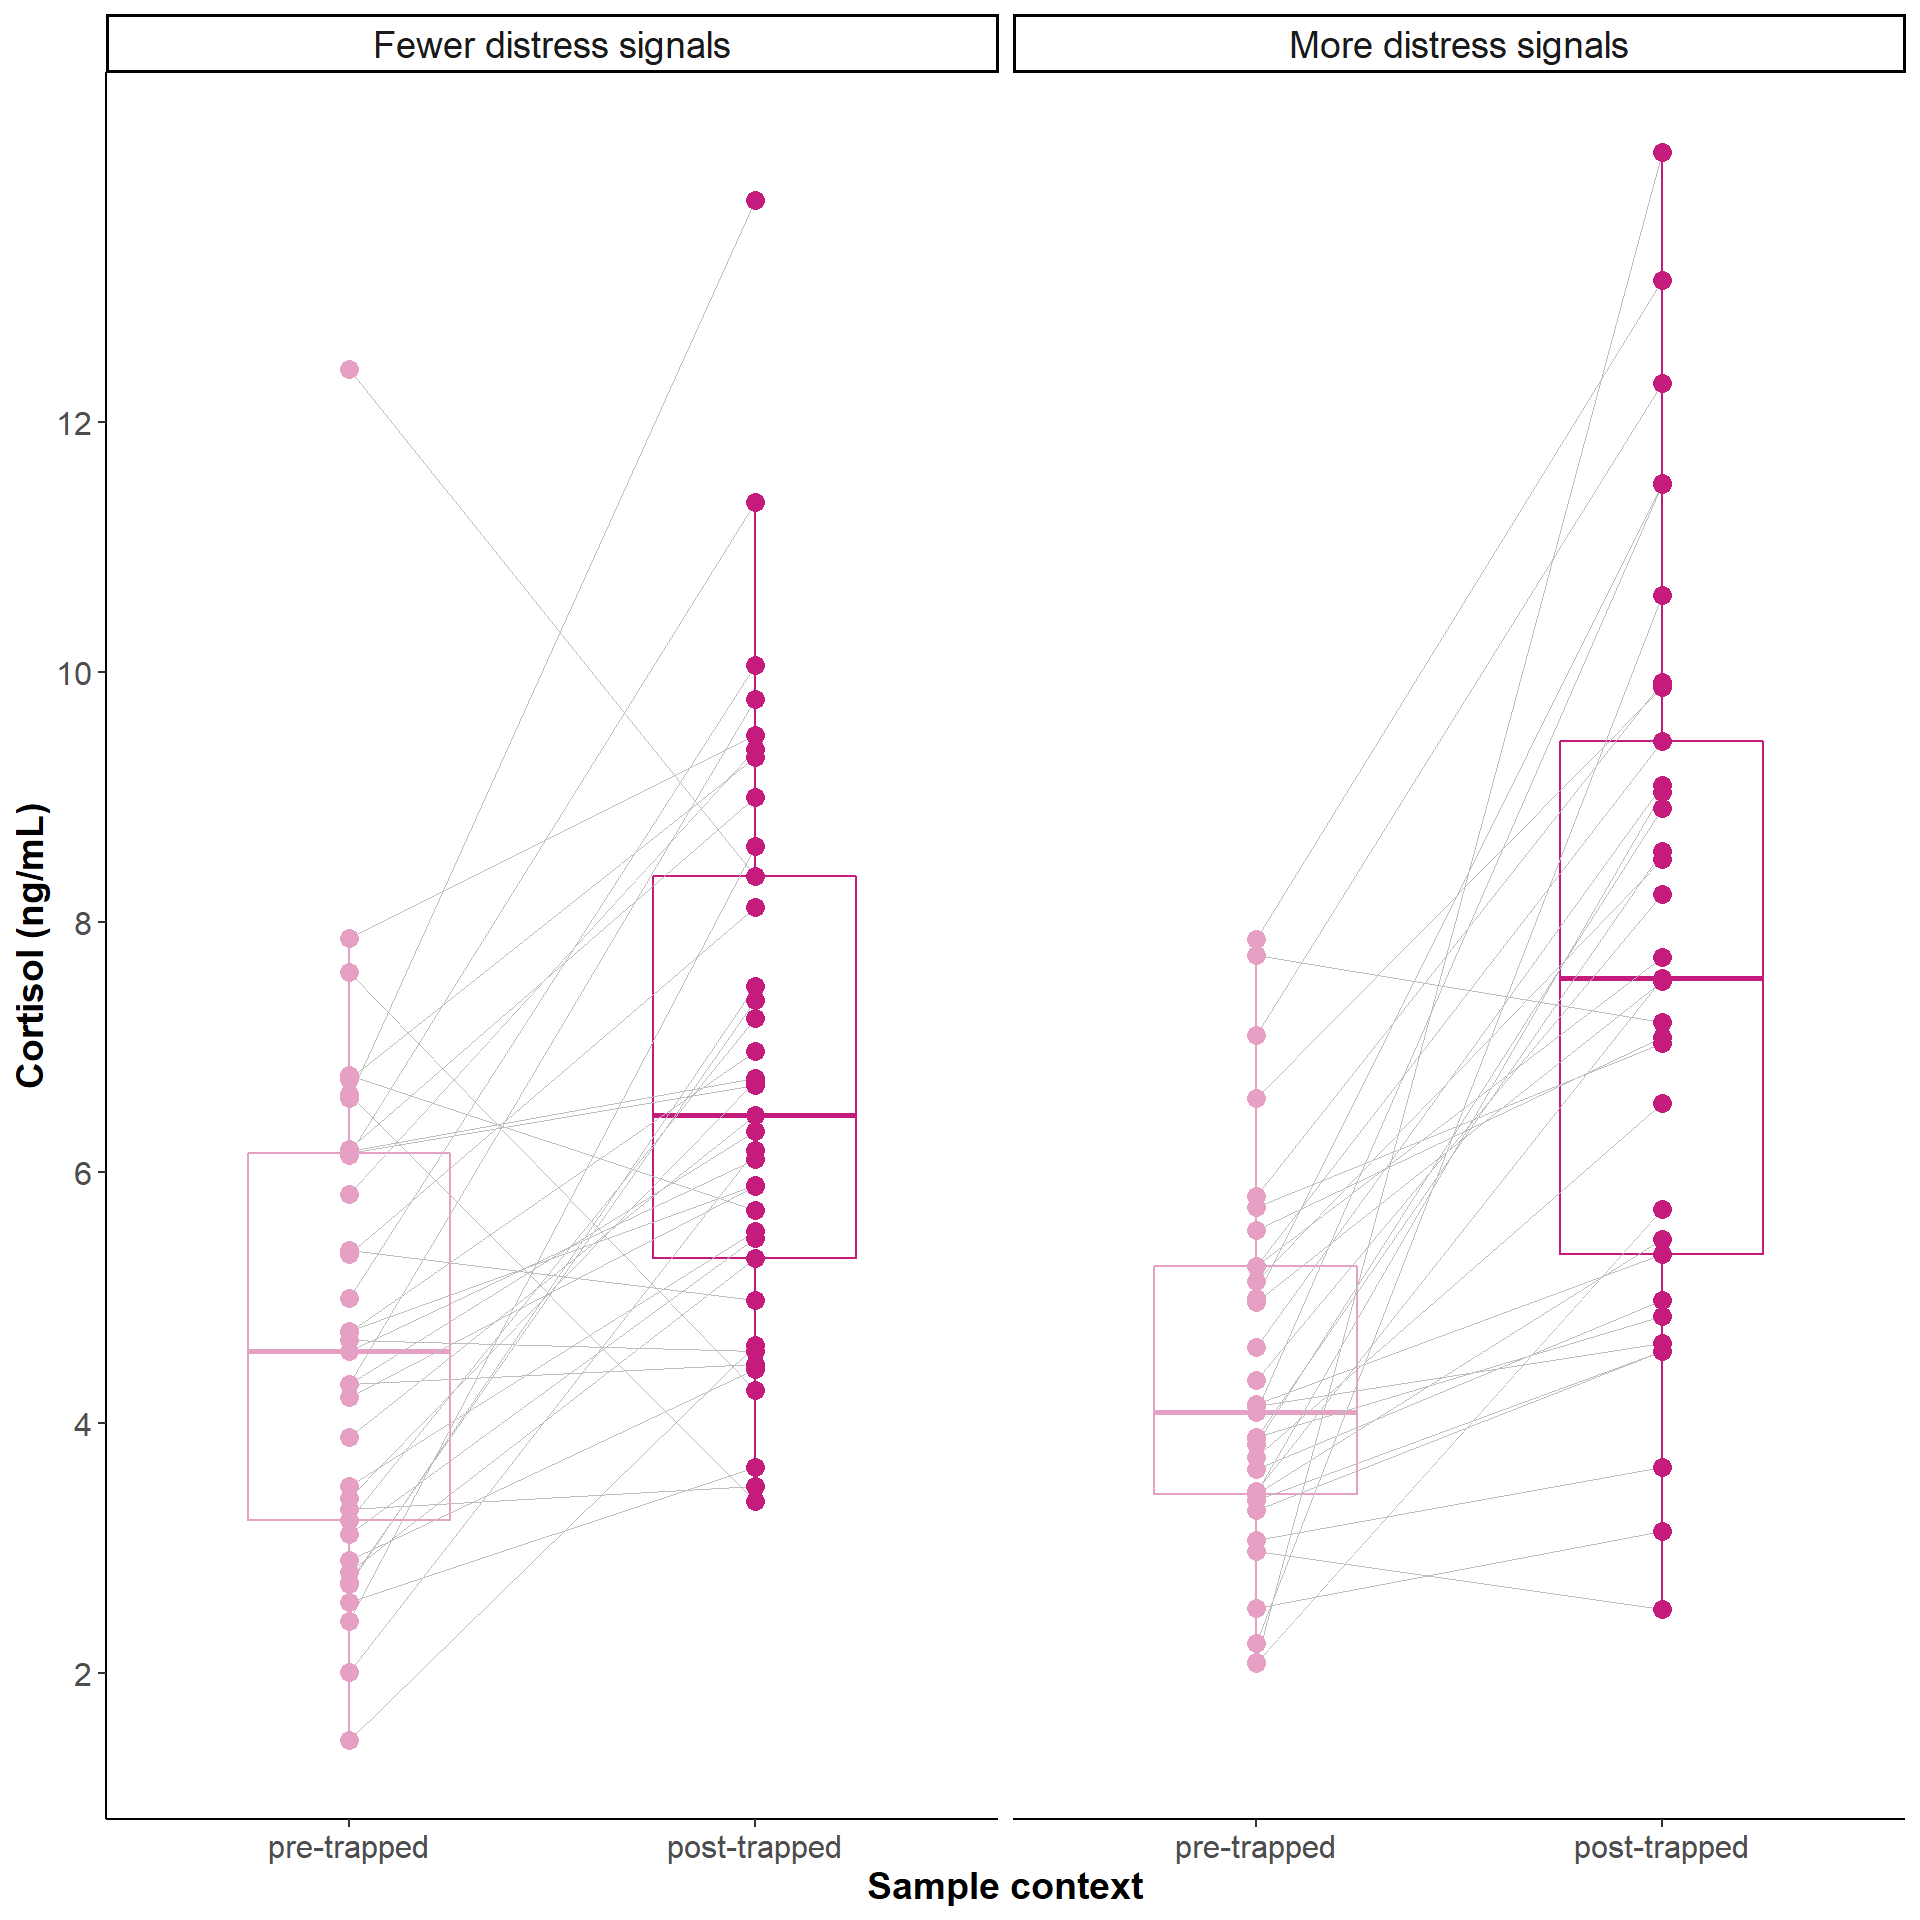 Fewer distress signals
More distress signals
Cortisol (ng/mL)
12
10
8
6
4
2
pre-trapped
post-trapped
pre-trapped
post-trapped
Sample context